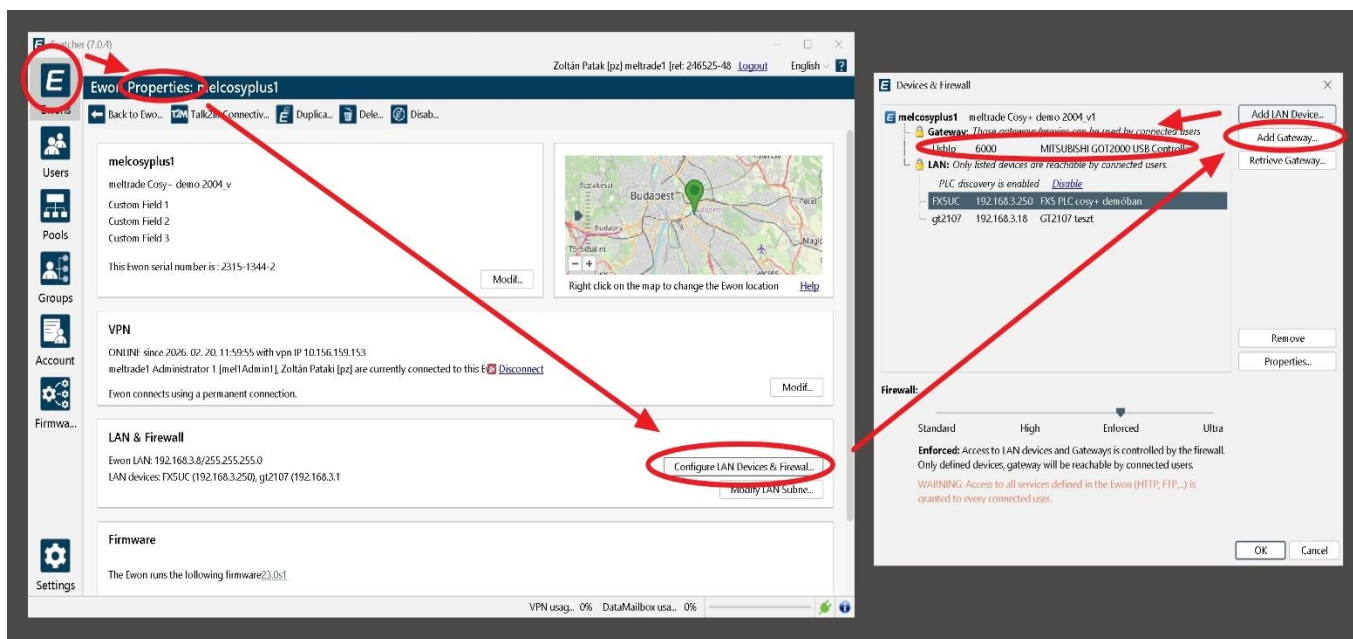 eCatcher (7.0.4)
Zoltán Patak [pz] meltrade1 [ref: 246525-48 Logout English ?
Ewon Properties: melcosyplus1
Ewons
Users
Pools
Groups
Account
Firmwa...
Settings
Back to Ewo... Talk2M Connectiv... Duplica... Dele... Disab...
melcosyplus1
meltrade Cosy+ demo 2004_v
Custom Field 1
Custom Field 2
Custom Field 3
This Ewon serial number is : 2315-1344-2
Modif...
Budakeszi
Budapest
Budaörs
Törökbálint
Pécel
Vecsés
Right click on the map to change the Ewon location Help
VPN
ONLINE since 2026. 02. 20. 11:59:55 with vpn IP 10.156.159.153
meltrade1 Administrator 1 [mel1Admin1], Zoltán Pataki [pz] are currently connected to this E Disconnect
Ewon connects using a permanent connection.
Modif...
LAN & Firewall
Ewon LAN: 192.168.3.8/255.255.255.0
LAN devices: FX5UC (192.168.3.250), gt2107 (192.168.3.1
Configure LAN Devices & Firewal...
Modify LAN Subne...
Firmware
The Ewon runs the following firmware23.0s1
VPN usag... 0% DataMailbox usa... 0%
Devices & Firewall
melcosyplus1 meltrade Cosy+ demo 2004_v1
Gateway: Those gateways/proxies can be used by connected users
UsbIp 6000 MITSUBISHI GOT2000 USB Controlle
LAN: Only listed devices are reachable by connected users.
PLC discovery is enabled Disable
FX5UC 192.168.3.250 FX5 PLC cosy+ demóban
gt2107 192.168.3.18 GT2107 teszt
Add LAN Device...
Add Gateway...
Retrieve Gateway...
Remove
Properties...
Firewall:
Standard High Enforced Ultra
Enforced: Access to LAN devices and Gateways is controlled by the firewall.
Only defined devices, gateway will be reachable by connected users.
WARNING: Access to all services defined in the Ewon (HTTP, FTP,...) is
granted to every connected user.
OK Cancel